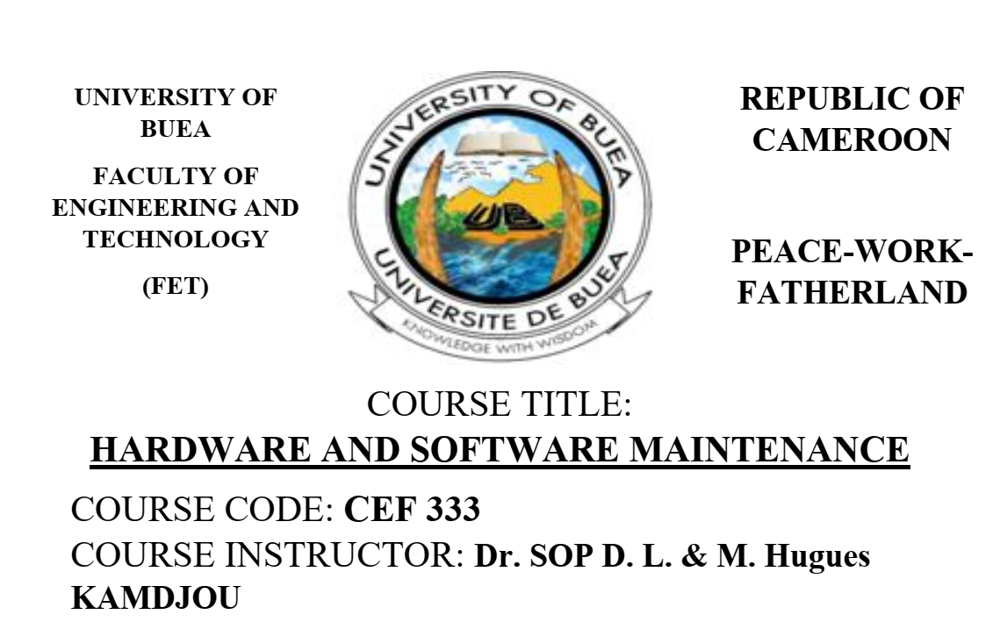 UNIVERSITY OF
BUEA
FACULTY OF
ENGINEERING AND
TECHNOLOGY
(FET)
UNIVERSITY OF BUEA
UB
UNIVERSITE DE BUEA
KNOWLEDGE WITH WISDOM
REPUBLIC OF
CAMEROON
PEACE-WORK-
FATHERLAND
COURSE TITLE:
HARDWARE AND SOFTWARE MAINTENANCE
COURSE CODE: CEF 333
COURSE INSTRUCTOR: Dr. SOP D. L. & M. Hugues
KAMDJOU